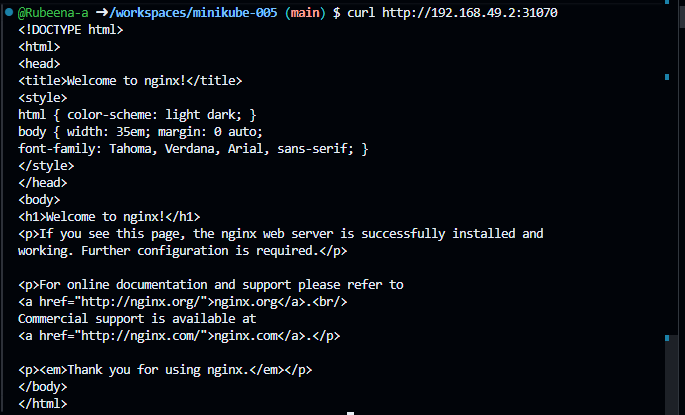 @Rubeena-a ➜/workspaces/minikube-005 (main) $ curl http://192.168.49.2:31070
<!DOCTYPE html>
<html>
<head>
<title>Welcome to nginx!</title>
<style>
html { color-scheme: light dark; }
body { width: 35em; margin: 0 auto;
font-family: Tahoma, Verdana, Arial, sans-serif; }
</style>
</head>
<body>
<h1>Welcome to nginx!</h1>
<p>If you see this page, the nginx web server is successfully installed and
working. Further configuration is required.</p>

<p>For online documentation and support please refer to
<a href="http://nginx.org/">nginx.org</a>.<br/>
Commercial support is available at
<a href="http://nginx.com/">nginx.com</a>.</p>

<p><em>Thank you for using nginx.</em></p>
</body>
</html>